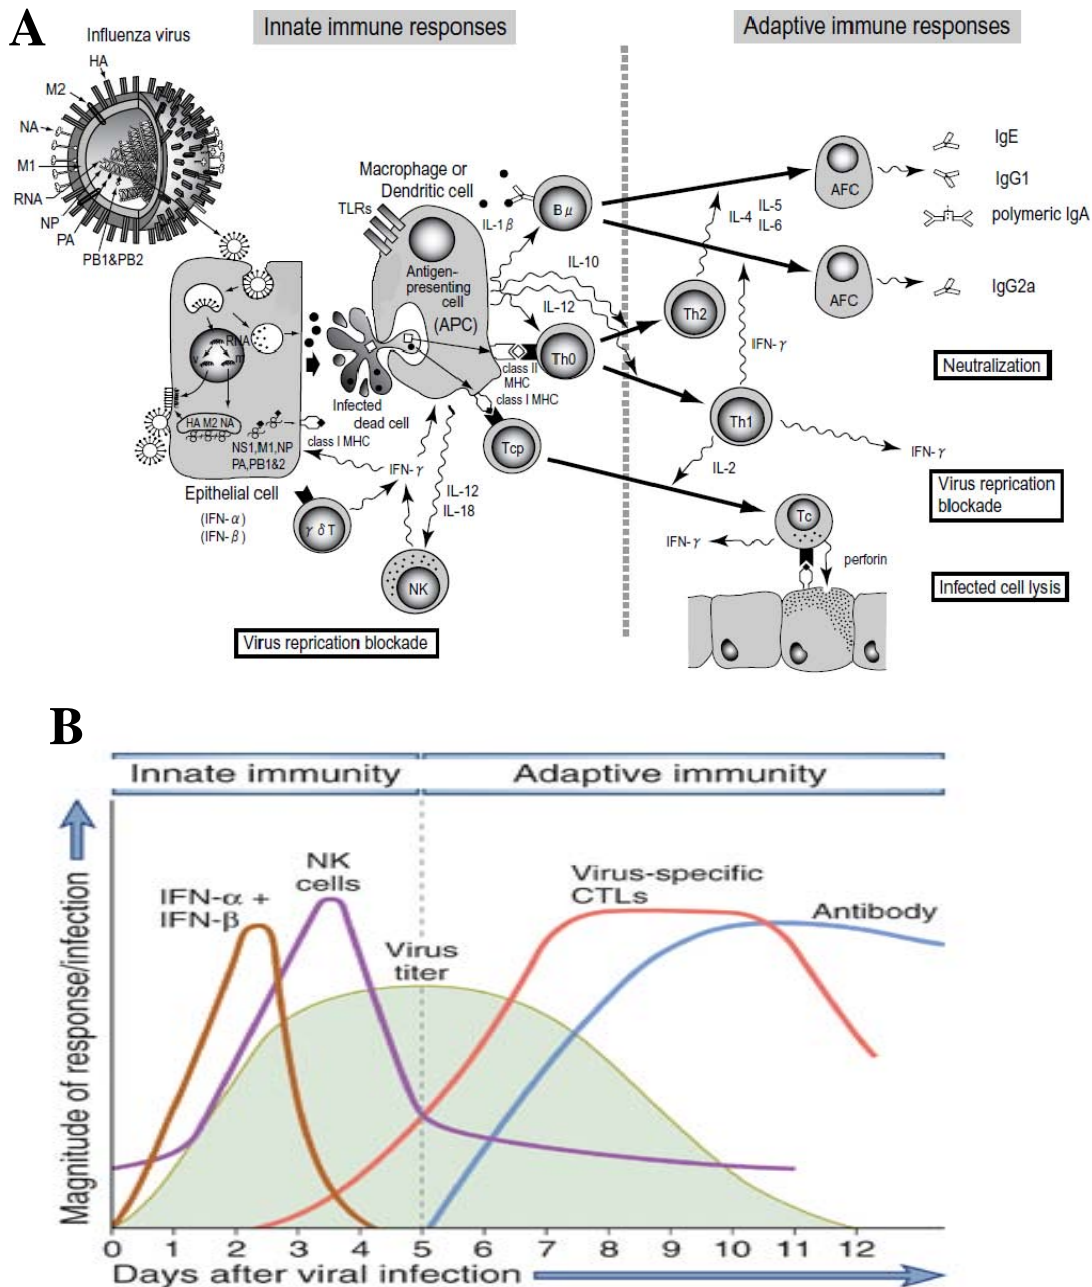 A
Innate immune responses
Adaptive immune responses
Influenza virus
HA
M2
NA
M1
RNA
NP
PA
PB1&PB2
Macrophage or
Dendritic cell
TLRs
IL-1β
Bμ
AFC
IgE
IgG1
polymeric IgA
IL-4
IL-5
IL-6
Antigen-
presenting
cell
(APC)
IL-10
IL-12
Th2
AFC
IgG2a
RNA
v
m
class II
MHC
class I MHC
Th0
IFN-γ
Neutralization
Infected
dead cell
HA M2 NA
class I MHC
NS1,M1,NP
PA,PB1&2
Tcp
Th1
IL-2
IFN-γ
Epithelial cell
(IFN-α)
(IFN-β)
IFN-γ
IL-12
IL-18
γδT
NK
Virus reprication
blockade
Tc
IFN-γ
perforin
Infected cell lysis
Virus reprication blockade
B
Innate immunity
Adaptive immunity
Magnitude of response/infection
IFN-α +
IFN-β
NK
cells
Virus
titer
Virus-specific
CTLs
Antibody
0 1 2 3 4 5 6 7 8 9 10 11 12
Days after viral infection